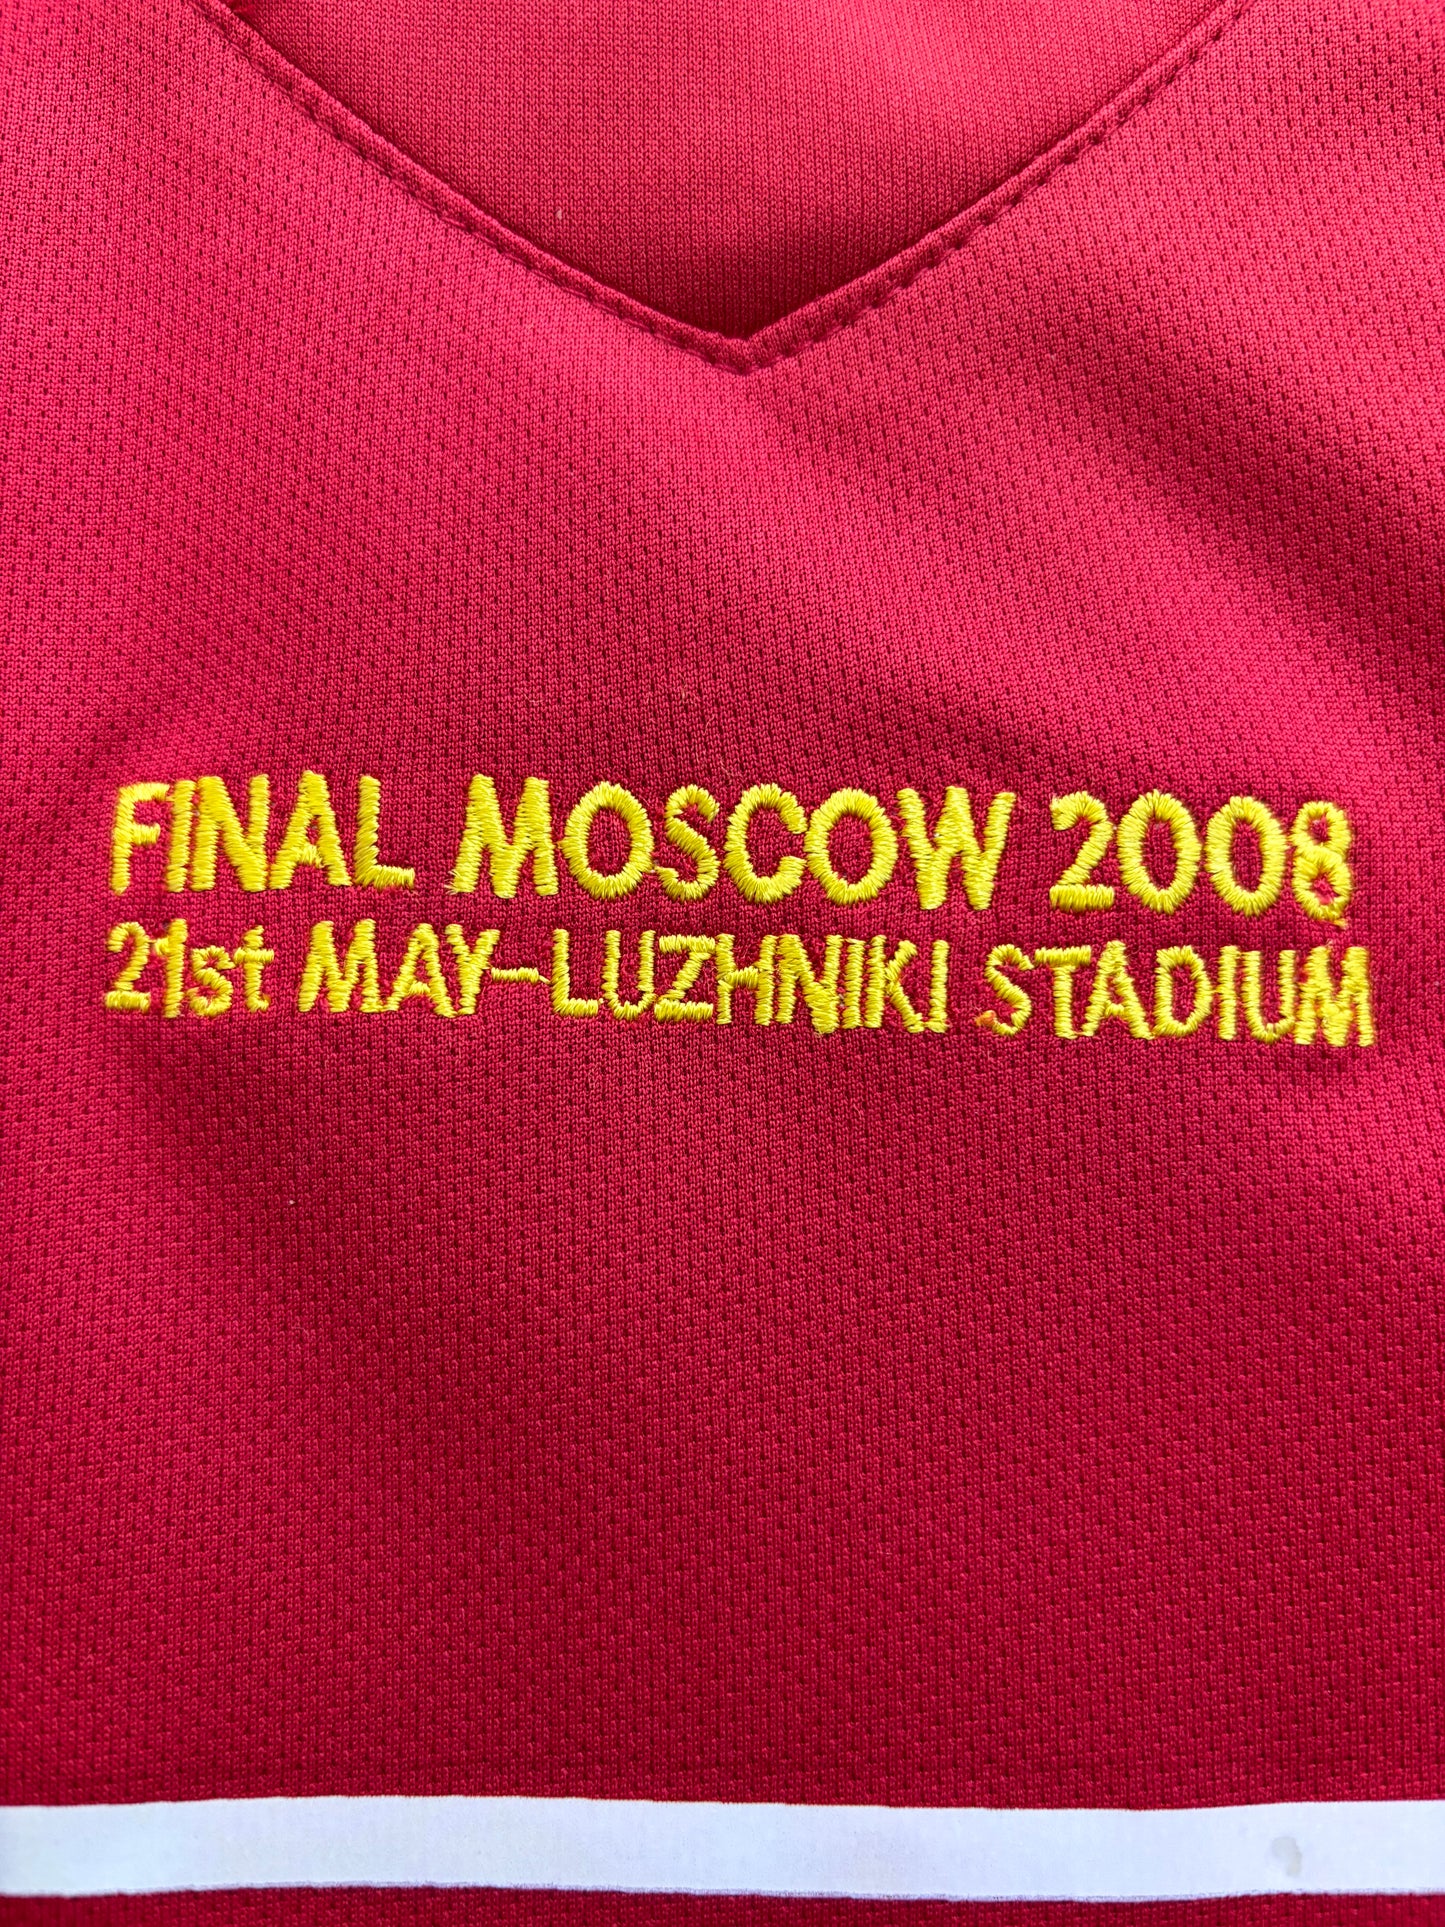 FINAL MOSCOW 2008
21st MAY-LUZHNIKI STADIUM